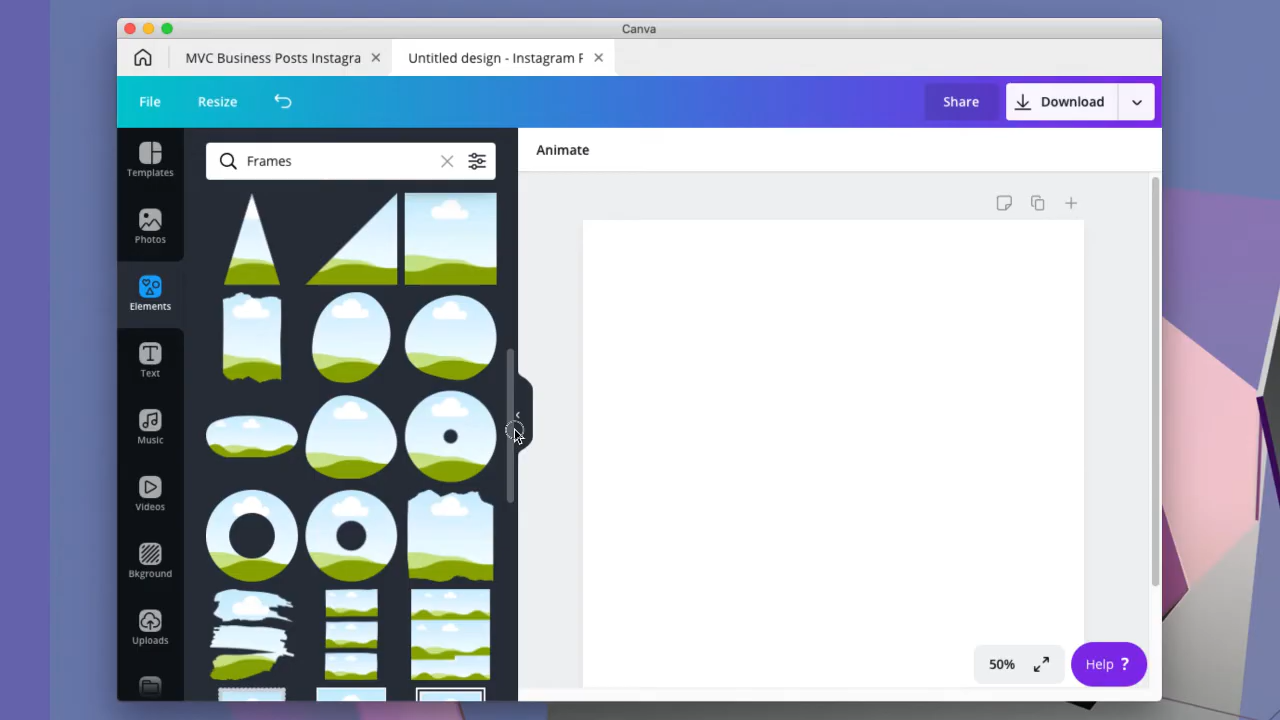 Canva
MVC Business Posts Instagra
Untitled design - Instagram F
File
Resize
Share
Download
Templates
Frames
Animate
Photos
Elements
Text
Music
Videos
Bkground
Uploads
50%
Help ?